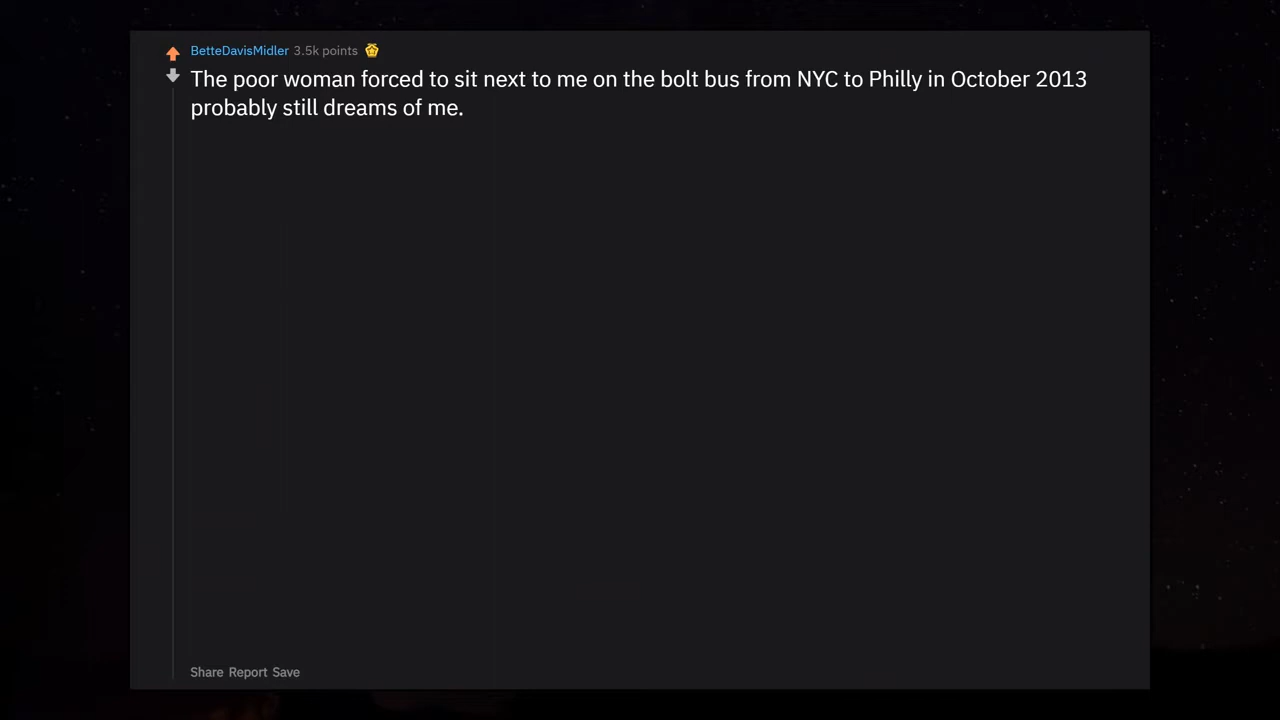 BetteDavisMidler 3.5k points
The poor woman forced to sit next to me on the bolt bus from NYC to Philly in October 2013
probably still dreams of me.
Share Report Save